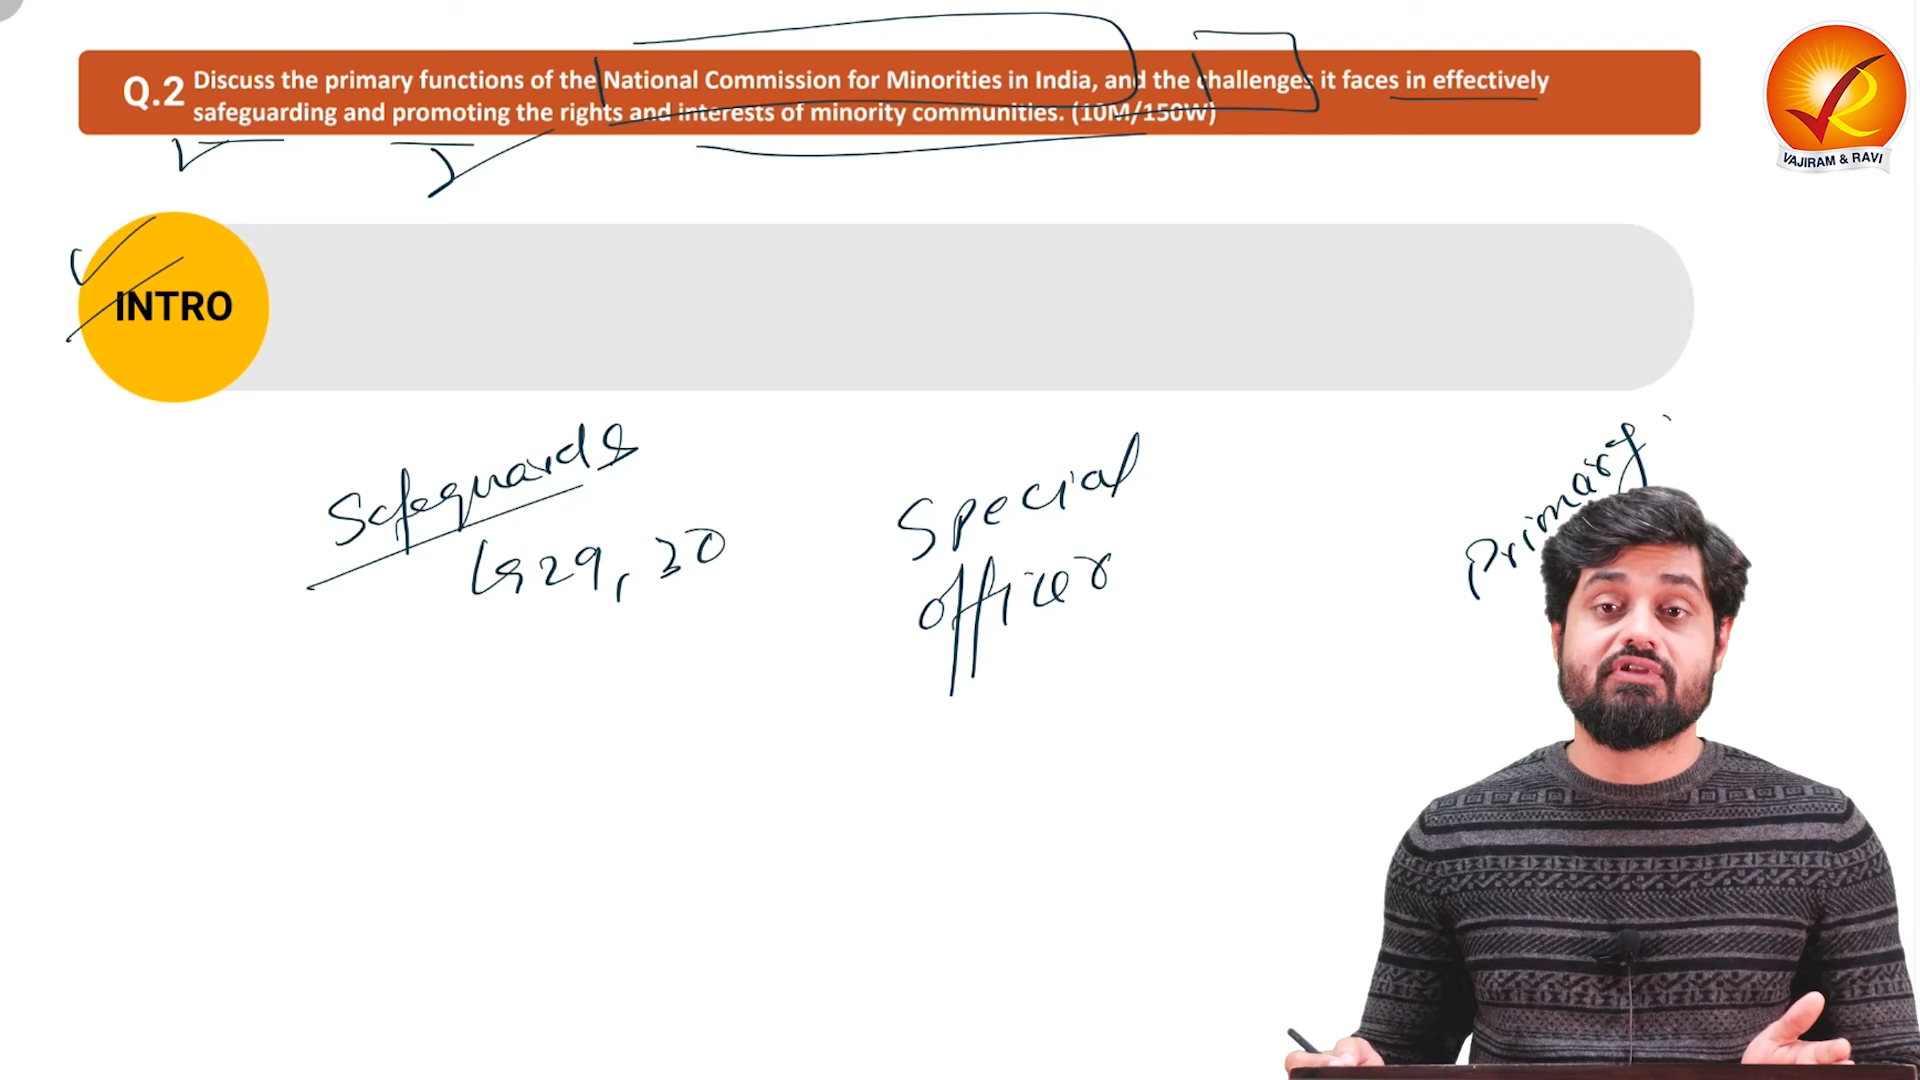 Q.2 Discuss the primary functions of the National Commission for Minorities in India, and the challenges it faces in effectively
safeguarding and promoting the rights and interests of minority communities. (10M/150W)
VAJIRAM & RAVI
INTRO
Safeguards
29, 30
Special
officer
Primary